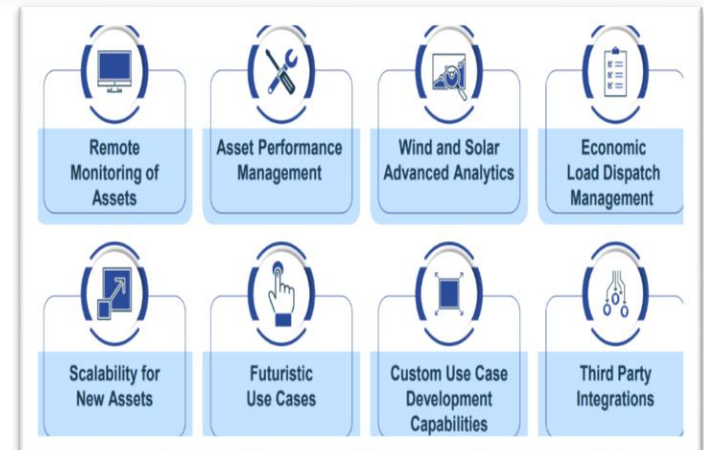 Remote
Monitoring of
Assets
Asset Performance
Management
Wind and Solar
Advanced Analytics
Economic
Load Dispatch
Management
Scalability for
New Assets
Futuristic
Use Cases
Custom Use Case
Development
Capabilities
Third Party
Integrations